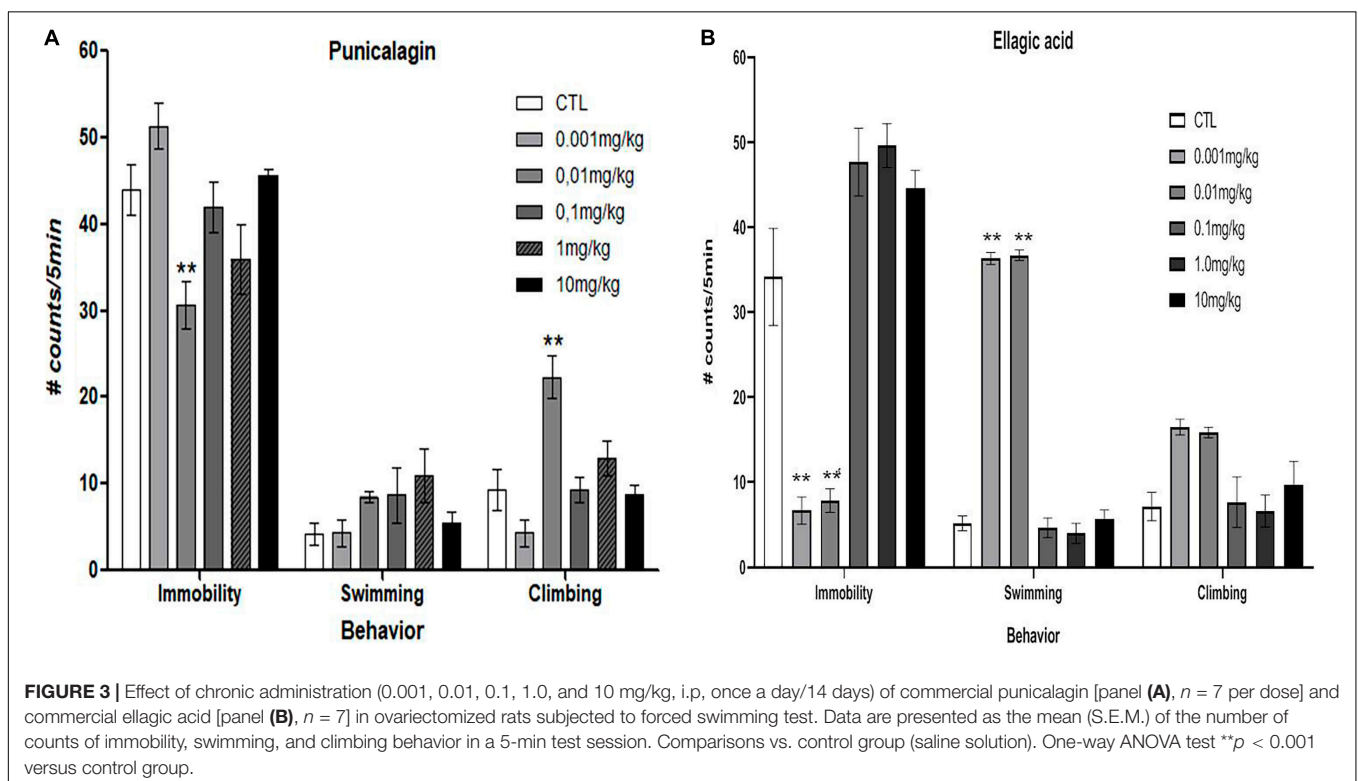 A
Punicalagin
60
50
40
30
20
10
0
# counts/5min
CTL
0.001mg/kg
0,01mg/kg
0,1mg/kg
1mg/kg
10mg/kg
**
**
Immobility
Swimming
Climbing
Behavior
B
Ellagic acid
60
50
40
30
20
10
0
# counts/5min
CTL
0.001mg/kg
0.01mg/kg
0.1mg/kg
1.0mg/kg
10mg/kg
** **
** **
Immobility
Swimming
Climbing
Behavior
FIGURE 3 | Effect of chronic administration (0.001, 0.01, 0.1, 1.0, and 10 mg/kg, i.p, once a day/14 days) of commercial punicalagin [panel (A), n = 7 per dose] and
commercial ellagic acid [panel (B), n = 7] in ovariectomized rats subjected to forced swimming test. Data are presented as the mean (S.E.M.) of the number of
counts of immobility, swimming, and climbing behavior in a 5-min test session. Comparisons vs. control group (saline solution). One-way ANOVA test **p < 0.001
versus control group.